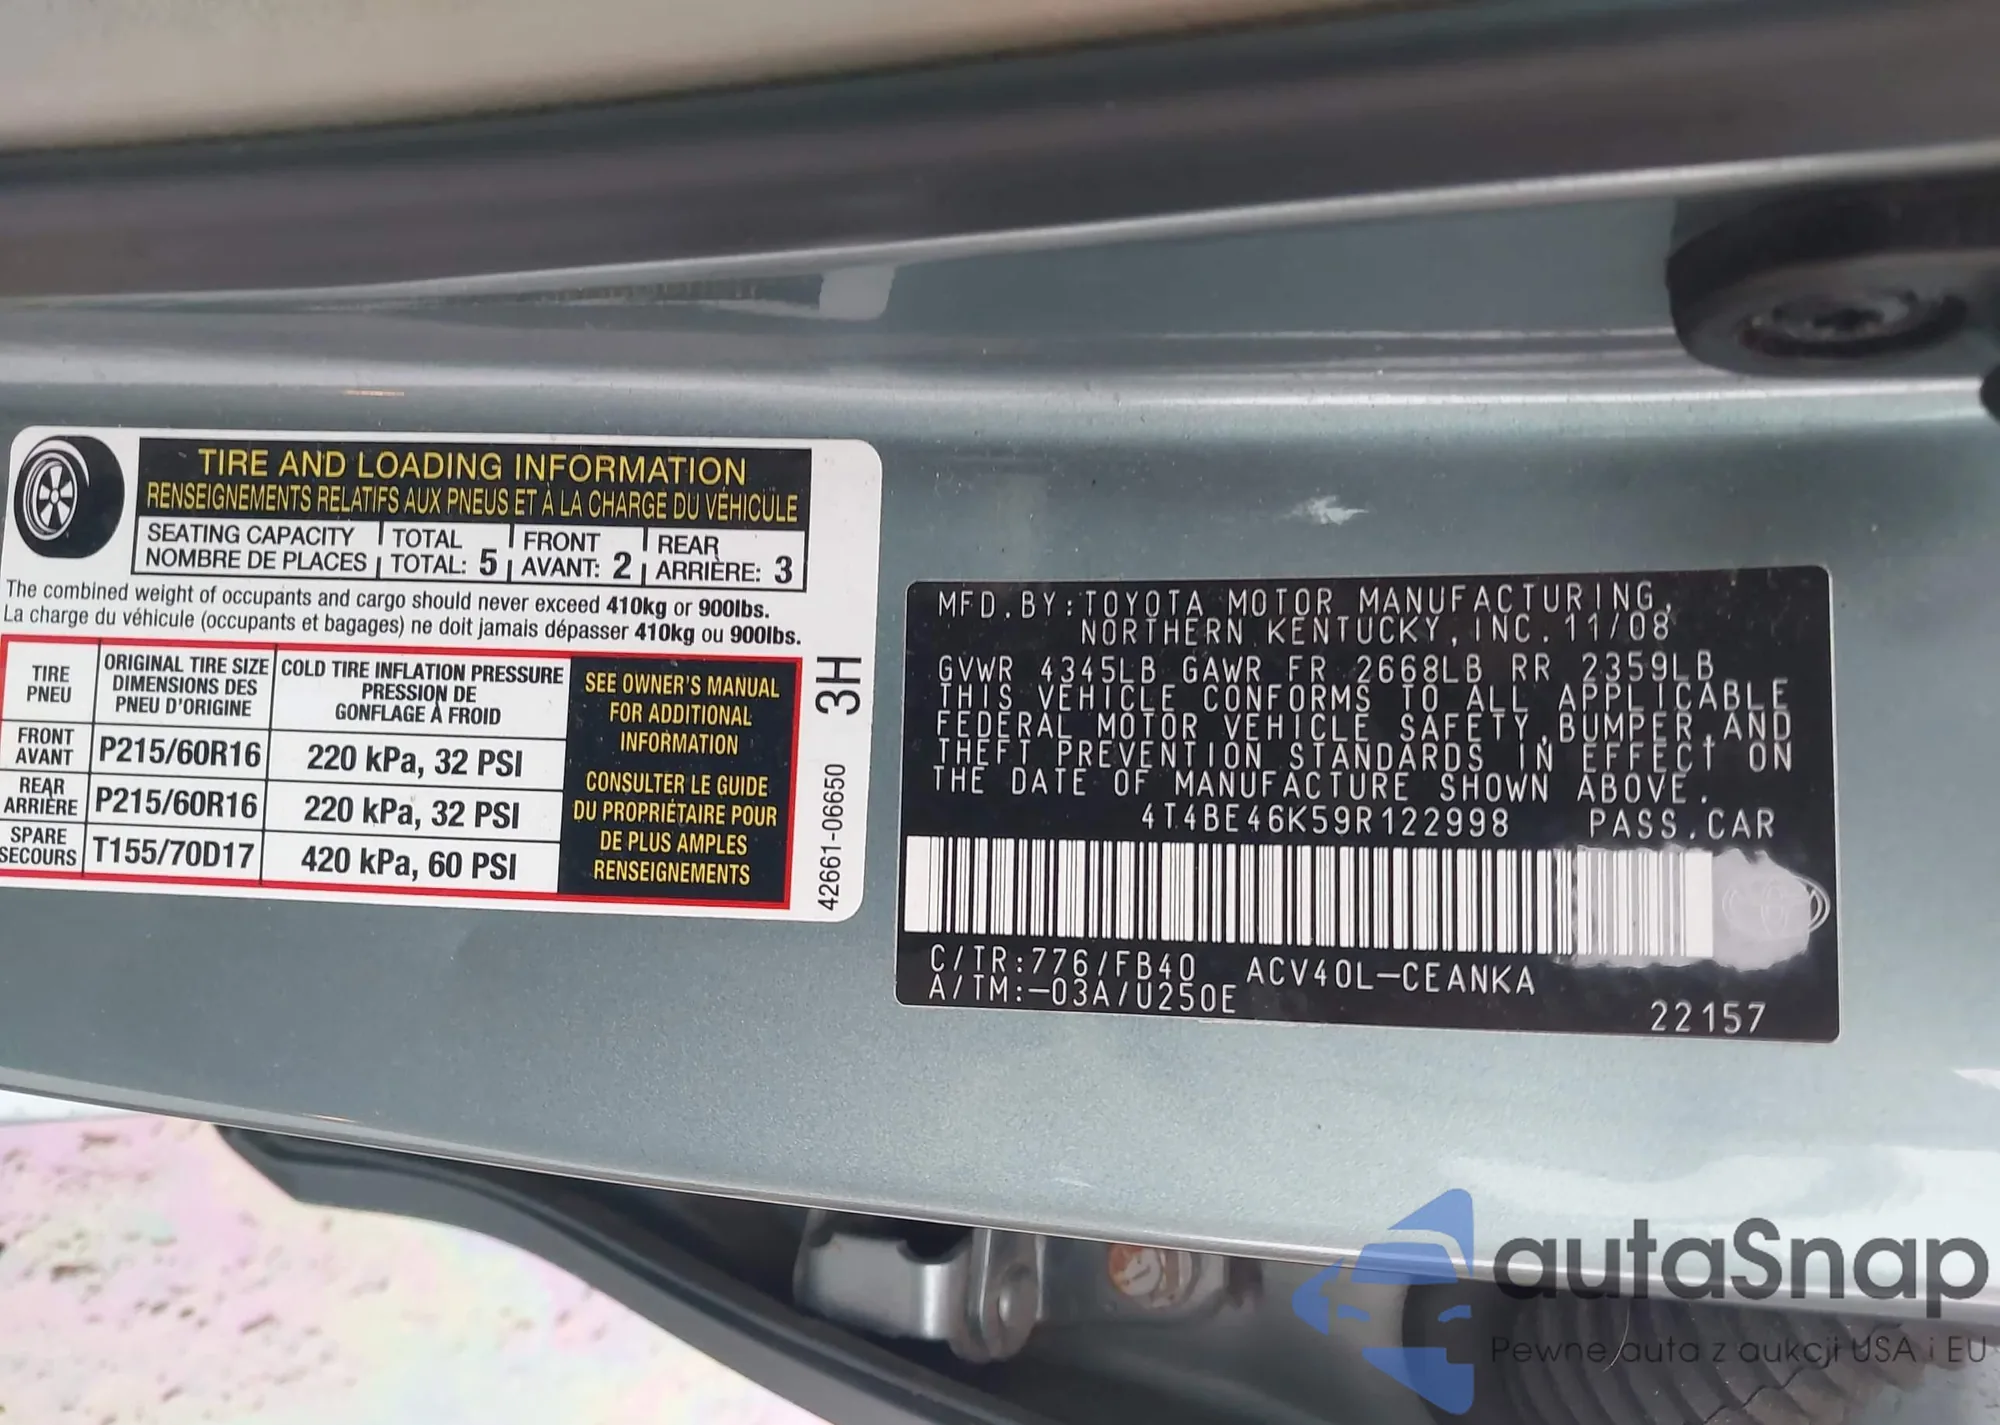 TIRE AND LOADING INFORMATION
RENSEIGNEMENTS RELATIFS AUX PNEUS ET À LA CHARGE DU VÉHICULE
SEATING CAPACITY TOTAL FRONT REAR
NOMBRE DE PLACES TOTAL: 5 AVANT: 2 ARRIÈRE: 3
The combined weight of occupants and cargo should never exceed 410kg or 900lbs.
La charge du véhicule (occupants et bagages) ne doit jamais dépasser 410kg ou 900lbs.
TIRE
PNEU
ORIGINAL TIRE SIZE
DIMENSIONS DES
PNEU D'ORIGINE
COLD TIRE INFLATION PRESSURE
PRESSION DE
GONFLAGE À FROID
FRONT
AVANT
P215/60R16
220 kPa, 32 PSI
REAR
ARRIÈRE
P215/60R16
220 kPa, 32 PSI
SPARE
SECOURS
T155/70D17
420 kPa, 60 PSI
SEE OWNER'S MANUAL
FOR ADDITIONAL
INFORMATION
CONSULTER LE GUIDE
DU PROPRIÉTAIRE POUR
DE PLUS AMPLES
RENSEIGNEMENTS
3H
42661-06650
MFD.BY:TOYOTA MOTOR MANUFACTURING,
NORTHERN KENTUCKY, INC. 11/08
GVWR 4345LB GAWR FR 2668LB RR 2359LB
THIS VEHICLE CONFORMS TO ALL APPLICABLE
FEDERAL MOTOR VEHICLE SAFETY,BUMPER,AND
THEFT PREVENTION STANDARDS IN EFFECT ON
THE DATE OF MANUFACTURE SHOWN ABOVE.
4T4BE46K59R122998 PASS.CAR
C/TR:776/FB40 ACV40L-CEANKA
A/TM:-03A/U250E
22157
autaSnap
Pewne auta z aukcji USA i EU